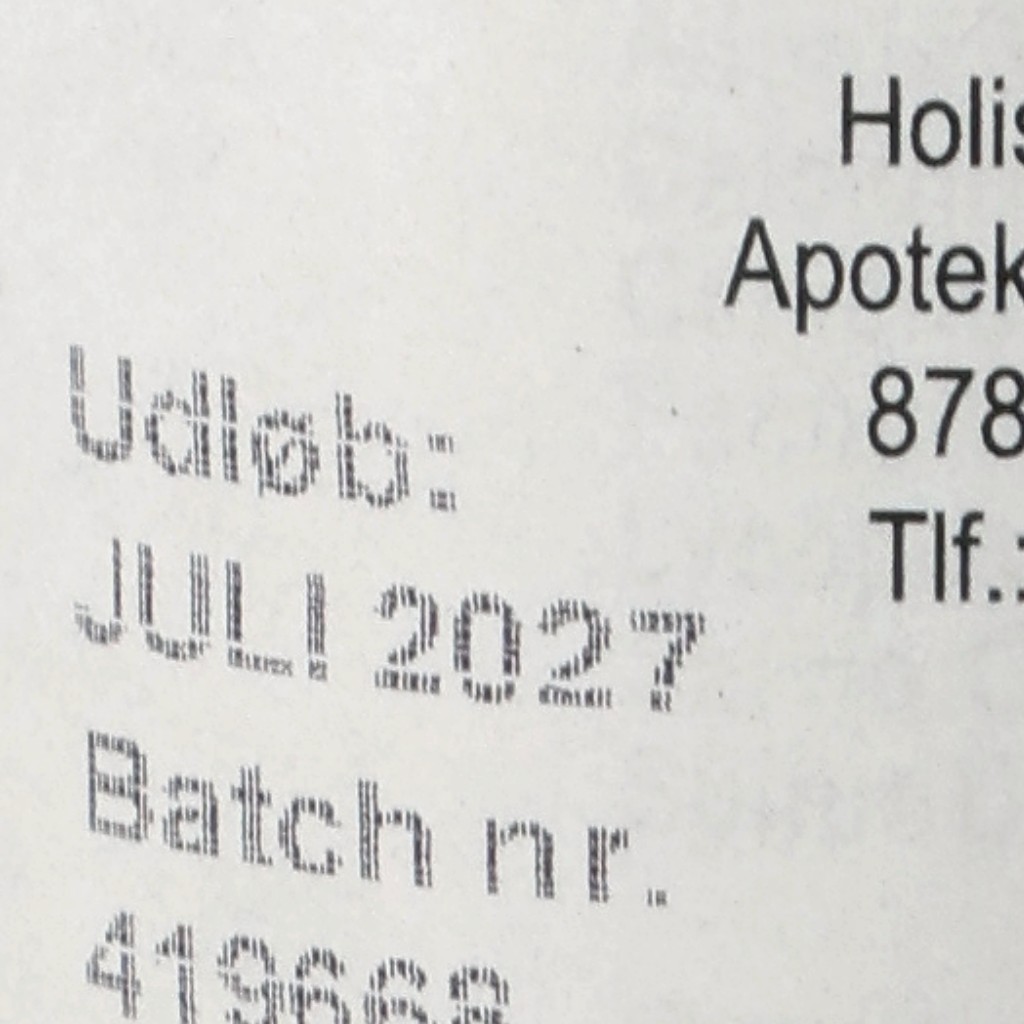 Holis
Apotek
878
Tlf.:
Udløb:
JULI 2027
Batch nr.